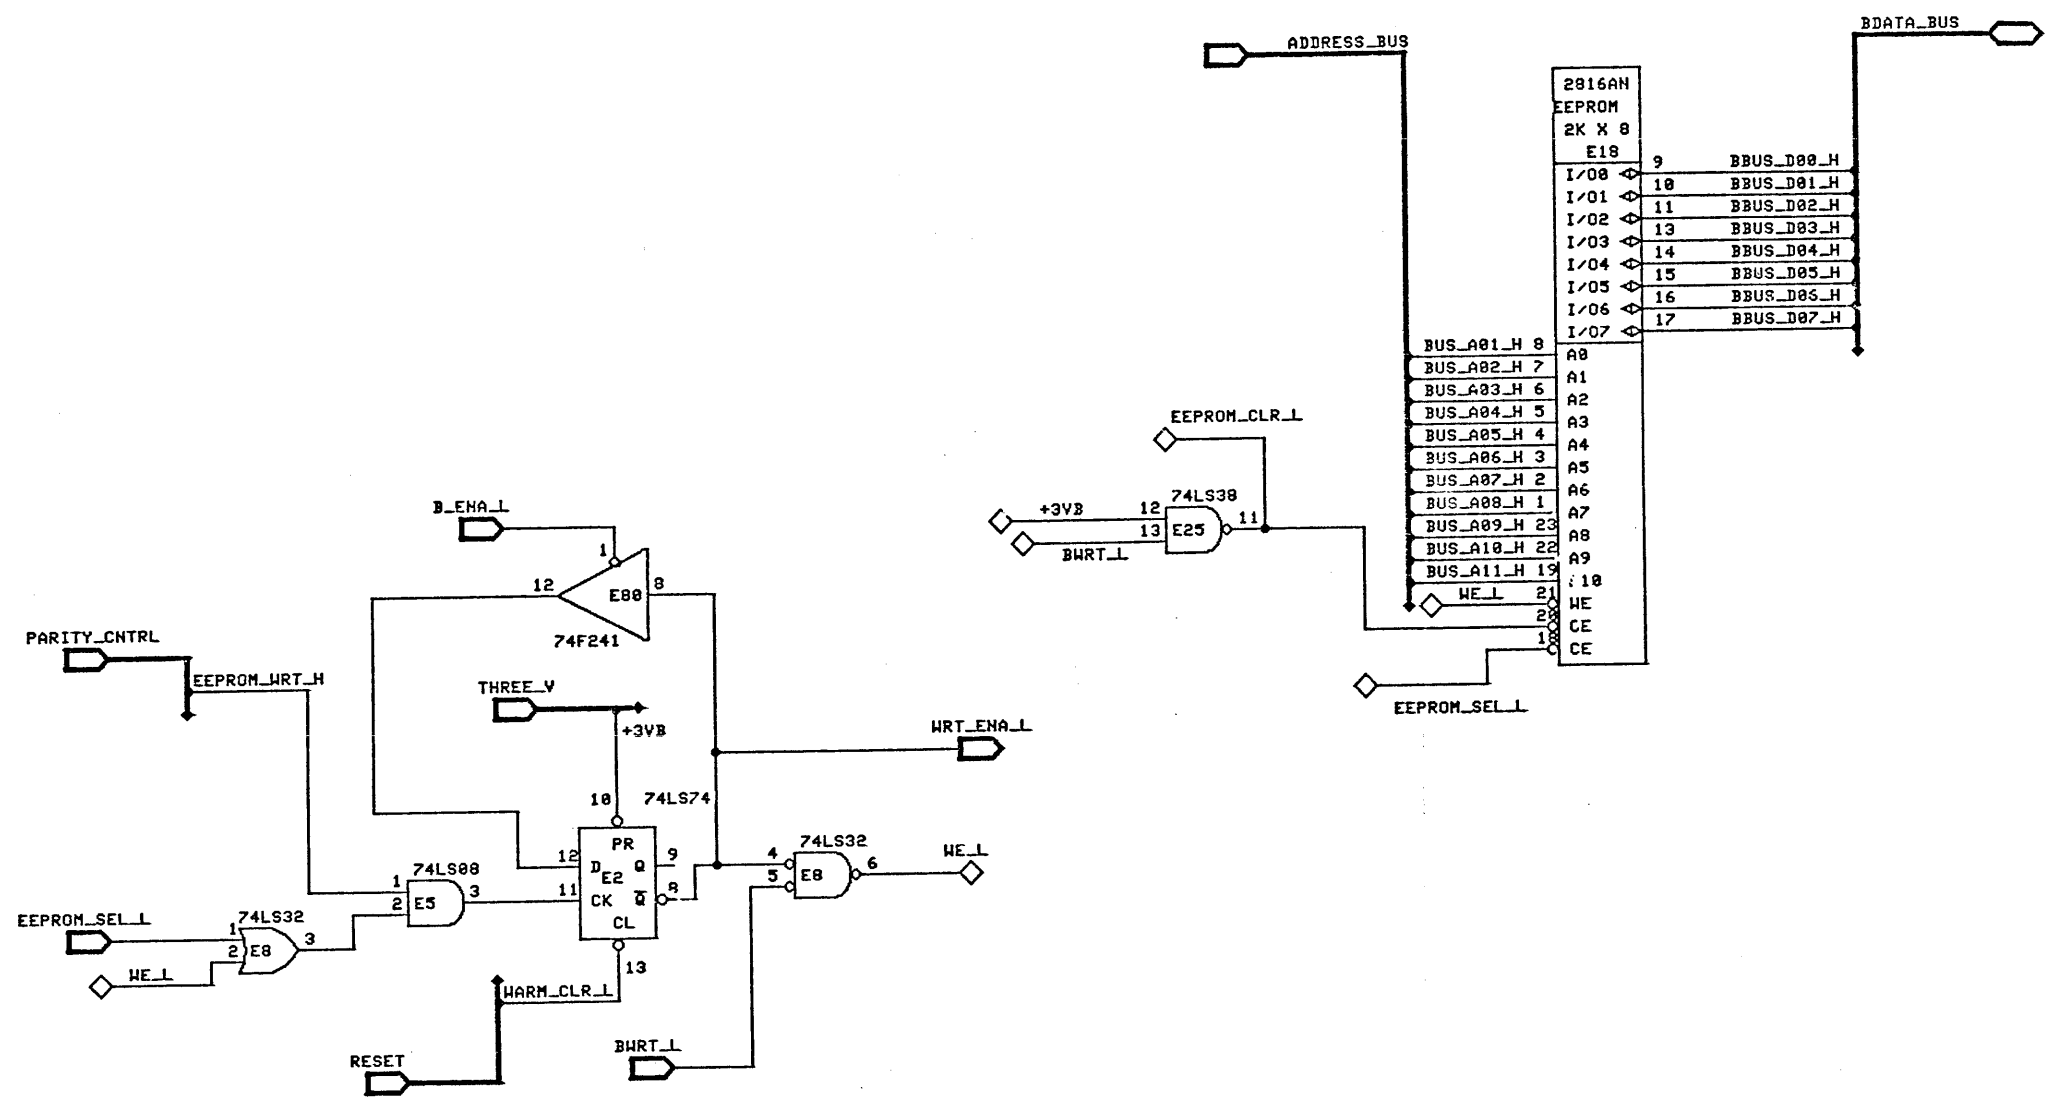 ADDRESS_BUS
BDATA_BUS
2816AN
EEPROM
2K X 8
E18
I/O0 9 BBUS_D00_H
I/O1 10 BBUS_D01_H
I/O2 11 BBUS_D02_H
I/O3 13 BBUS_D03_H
I/O4 14 BBUS_D04_H
I/O5 15 BBUS_D05_H
I/O6 16 BBUS_D06_H
I/O7 17 BBUS_D07_H
BUS_A01_H 8 A0
BUS_A02_H 7 A1
BUS_A03_H 6 A2
BUS_A04_H 5 A3
BUS_A05_H 4 A4
BUS_A06_H 3 A5
BUS_A07_H 2 A6
BUS_A08_H 1 A7
BUS_A09_H 23 A8
BUS_A10_H 22 A9
BUS_A11_H 19 10
WE_L 21 WE
20 CE
18 CE
EEPROM_SEL_L
EEPROM_CLR_L
74LS38
+3VB 12
13
E25
11
BWRT_L
B_ENA_L
1
12
E80
8
74F241
PARITY_CNTRL
EEPROM_WRT_H
THREE_V
+3VB
WRT_ENA_L
10
74LS74
PR
12 D Q 9
E2
11 CK Q 8
CL
13
74LS08
1
2
E5
3
EEPROM_SEL_L
74LS32
1
2
E8
3
WE_L
WARM_CLR_L
RESET
BWRT_L
74LS32
4
5
E8
6
WE_L